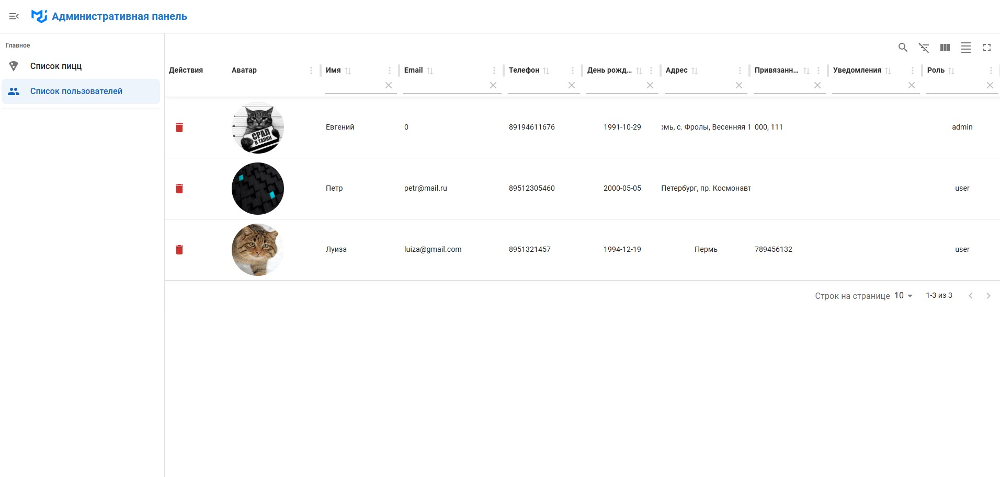 Административная панель
Главное
Список пицц
Список пользователей
Действия Аватар Имя Email Телефон День рожд... Адрес Привязанн... Уведомления Роль
СРАЛ
В ТАПКИ
Евгений 0 89194611676 1991-10-29 рмь, с. Фролы, Весенняя 1 000, 111 admin
Петр petr@mail.ru 89512305460 2000-05-05 Петербург, пр. Космонавт user
Луиза luiza@gmail.com 8951321457 1994-12-19 Пермь 789456132 user
Строк на странице 10 1-3 из 3